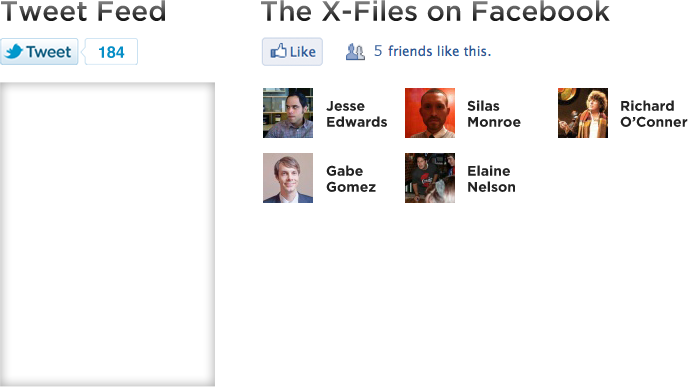 Tweet Feed
Tweet 184
The X-Files on Facebook
Like 5 friends like this.
Jesse
Edwards
Silas
Monroe
Richard
O’Conner
Gabe
Gomez
Elaine
Nelson